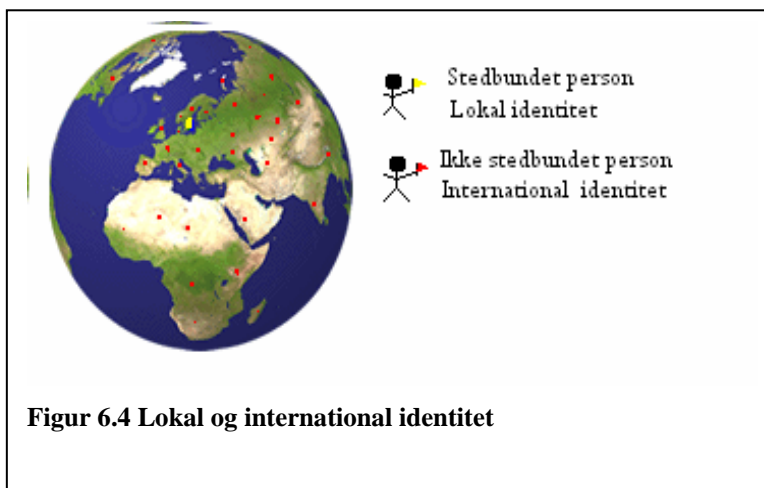 Stedbundet person
Lokal identitet
Ikke stedbundet person
International identitet
Figur 6.4 Lokal og international identitet